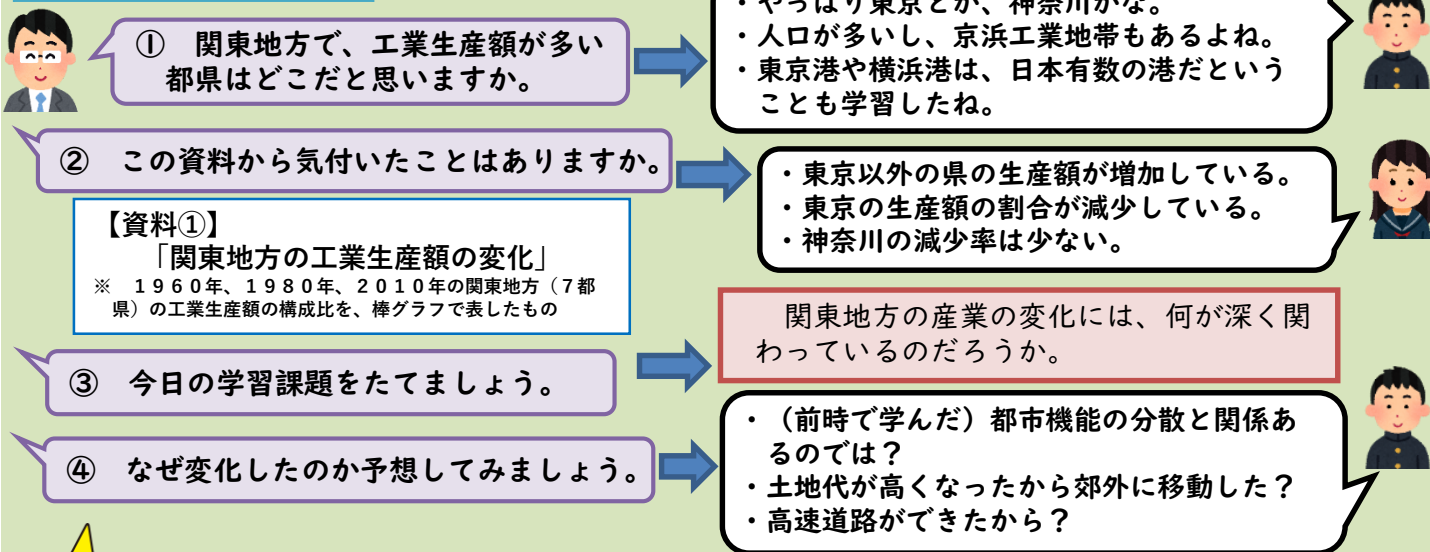 ① 関東地方で、工業生産額が多い
都県はどこだと思いますか。
・やっぱり東京とか、神奈川かな。
・人口が多いし、京浜工業地帯もあるよね。
・東京港や横浜港は、日本有数の港だという
ことも学習したね。
② この資料から気付いたことはありますか。
・東京以外の県の生産額が増加している。
・東京の生産額の割合が減少している。
・神奈川の減少率は少ない。
【資料①】
「関東地方の工業生産額の変化」
※ １９６０年、１９８０年、２０１０年の関東地方（７都
県）の工業生産額の構成比を、棒グラフで表したもの
③ 今日の学習課題をたてましょう。
関東地方の産業の変化には、何が深く関
わっているのだろうか。
④ なぜ変化したのか予想してみましょう。
・（前時で学んだ）都市機能の分散と関係あ
るのでは？
・土地代が高くなったから郊外に移動した？
・高速道路ができたから？